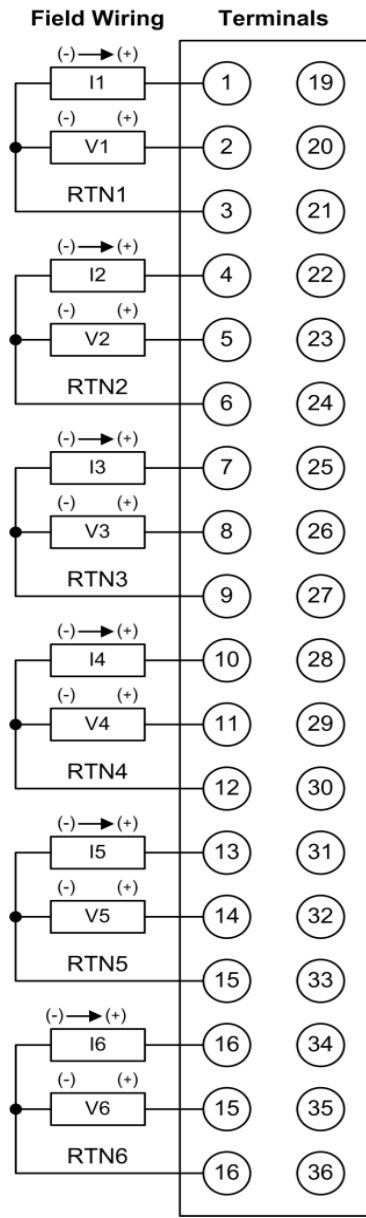 Field Wiring Terminals
(-) (+)
I1 1 19
(-) (+)
V1 2 20
RTN1 3 21
(-) (+)
I2 4 22
(-) (+)
V2 5 23
RTN2 6 24
(-) (+)
I3 7 25
(-) (+)
V3 8 26
RTN3 9 27
(-) (+)
I4 10 28
(-) (+)
V4 11 29
RTN4 12 30
(-) (+)
I5 13 31
(-) (+)
V5 14 32
RTN5 15 33
(-) (+)
I6 16 34
(-) (+)
V6 15 35
RTN6 16 36